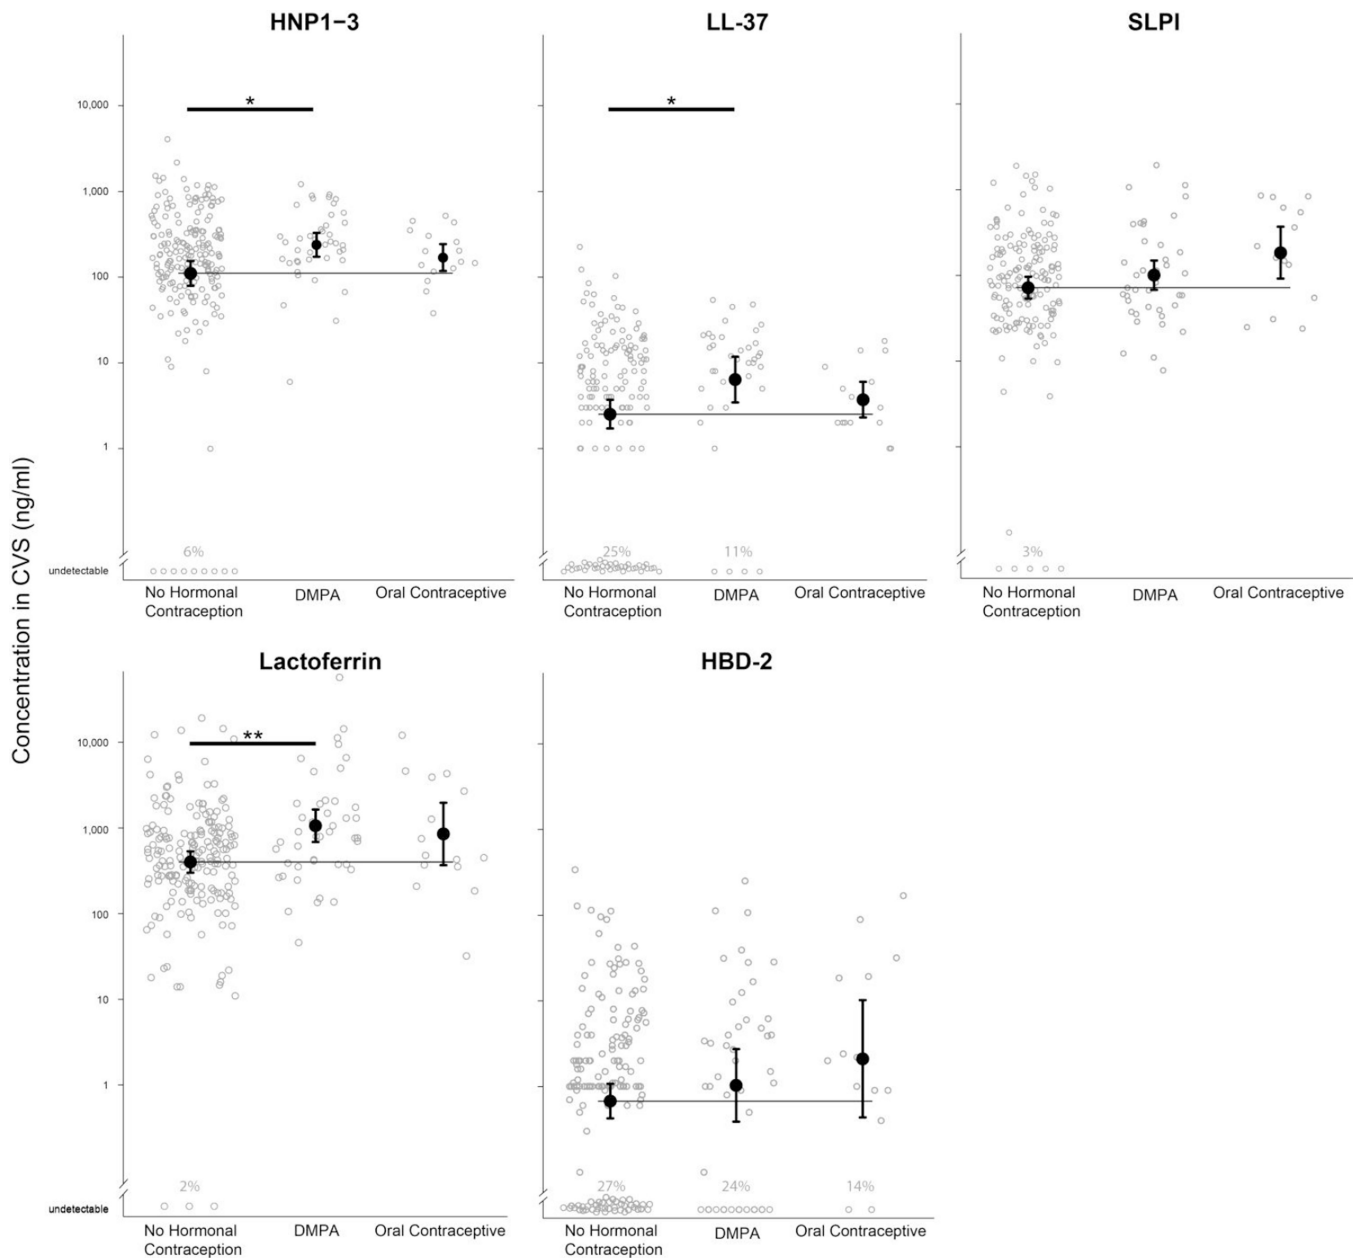 HNP1−3
LL-37
SLPI
Concentration in CVS (ng/ml)
10,000
1,000
100
10
1
undetectable
*
6%
No Hormonal
Contraception
DMPA
Oral Contraceptive
*
25%
11%
No Hormonal
Contraception
DMPA
Oral Contraceptive
3%
No Hormonal
Contraception
DMPA
Oral Contraceptive
Lactoferrin
HBD-2
10,000
1,000
100
10
1
undetectable
**
2%
No Hormonal
Contraception
DMPA
Oral Contraceptive
27%
24%
14%
No Hormonal
Contraception
DMPA
Oral Contraceptive